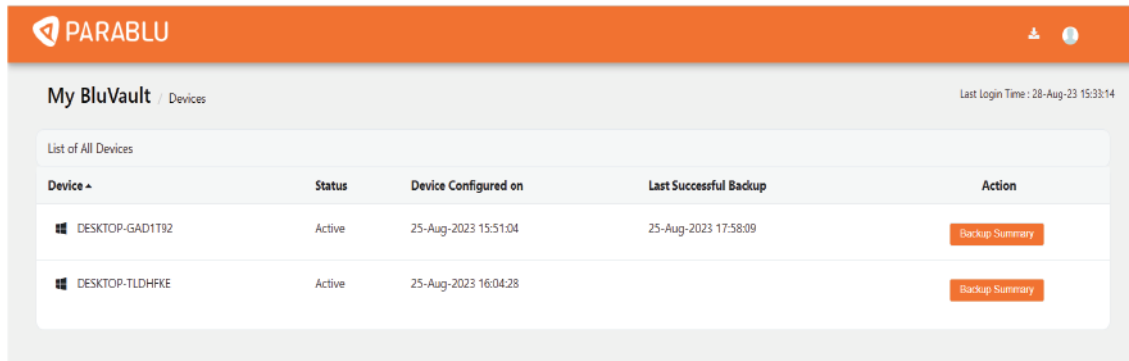 PARABLU
My BluVault / Devices
Last Login Time : 28-Aug-23 15:33:14
List of All Devices
Device Status Device Configured on Last Successful Backup Action
DESKTOP-GAD1T92 Active 25-Aug-2023 15:51:04 25-Aug-2023 17:58:09 Backup Summary
DESKTOP-TLDHFKE Active 25-Aug-2023 16:04:28 Backup Summary